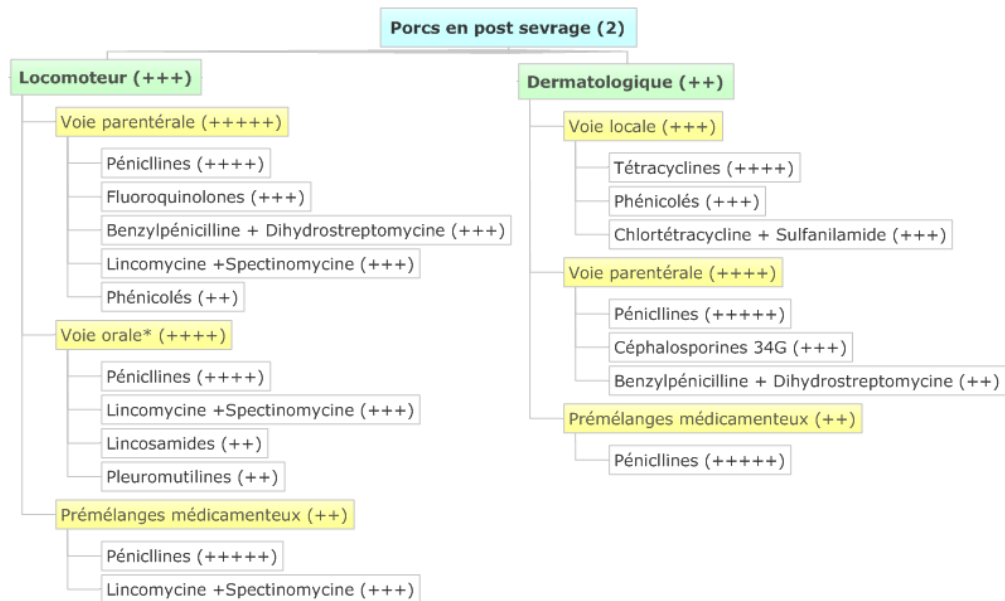 Porcs en post sevrage (2)
Locomoteur (+++)
Voie parentérale (+++++)
Pénicllines (++++)
Fluoroquinolones (+++)
Benzylpénicilline + Dihydrostreptomycine (+++)
Lincomycine +Spectinomycine (+++)
Phénicolés (++)
Voie orale* (++++)
Pénicllines (++++)
Lincomycine +Spectinomycine (+++)
Lincosamides (++)
Pleuromutilines (++)
Prémélanges médicamenteux (++)
Pénicllines (+++++)
Lincomycine +Spectinomycine (+++)
Dermatologique (++)
Voie locale (+++)
Tétracyclines (++++)
Phénicolés (+++)
Chlortétracycline + Sulfanilamide (+++)
Voie parentérale (++++)
Pénicllines (+++++)
Céphalosporines 34G (+++)
Benzylpénicilline + Dihydrostreptomycine (++)
Prémélanges médicamenteux (++)
Pénicllines (+++++)